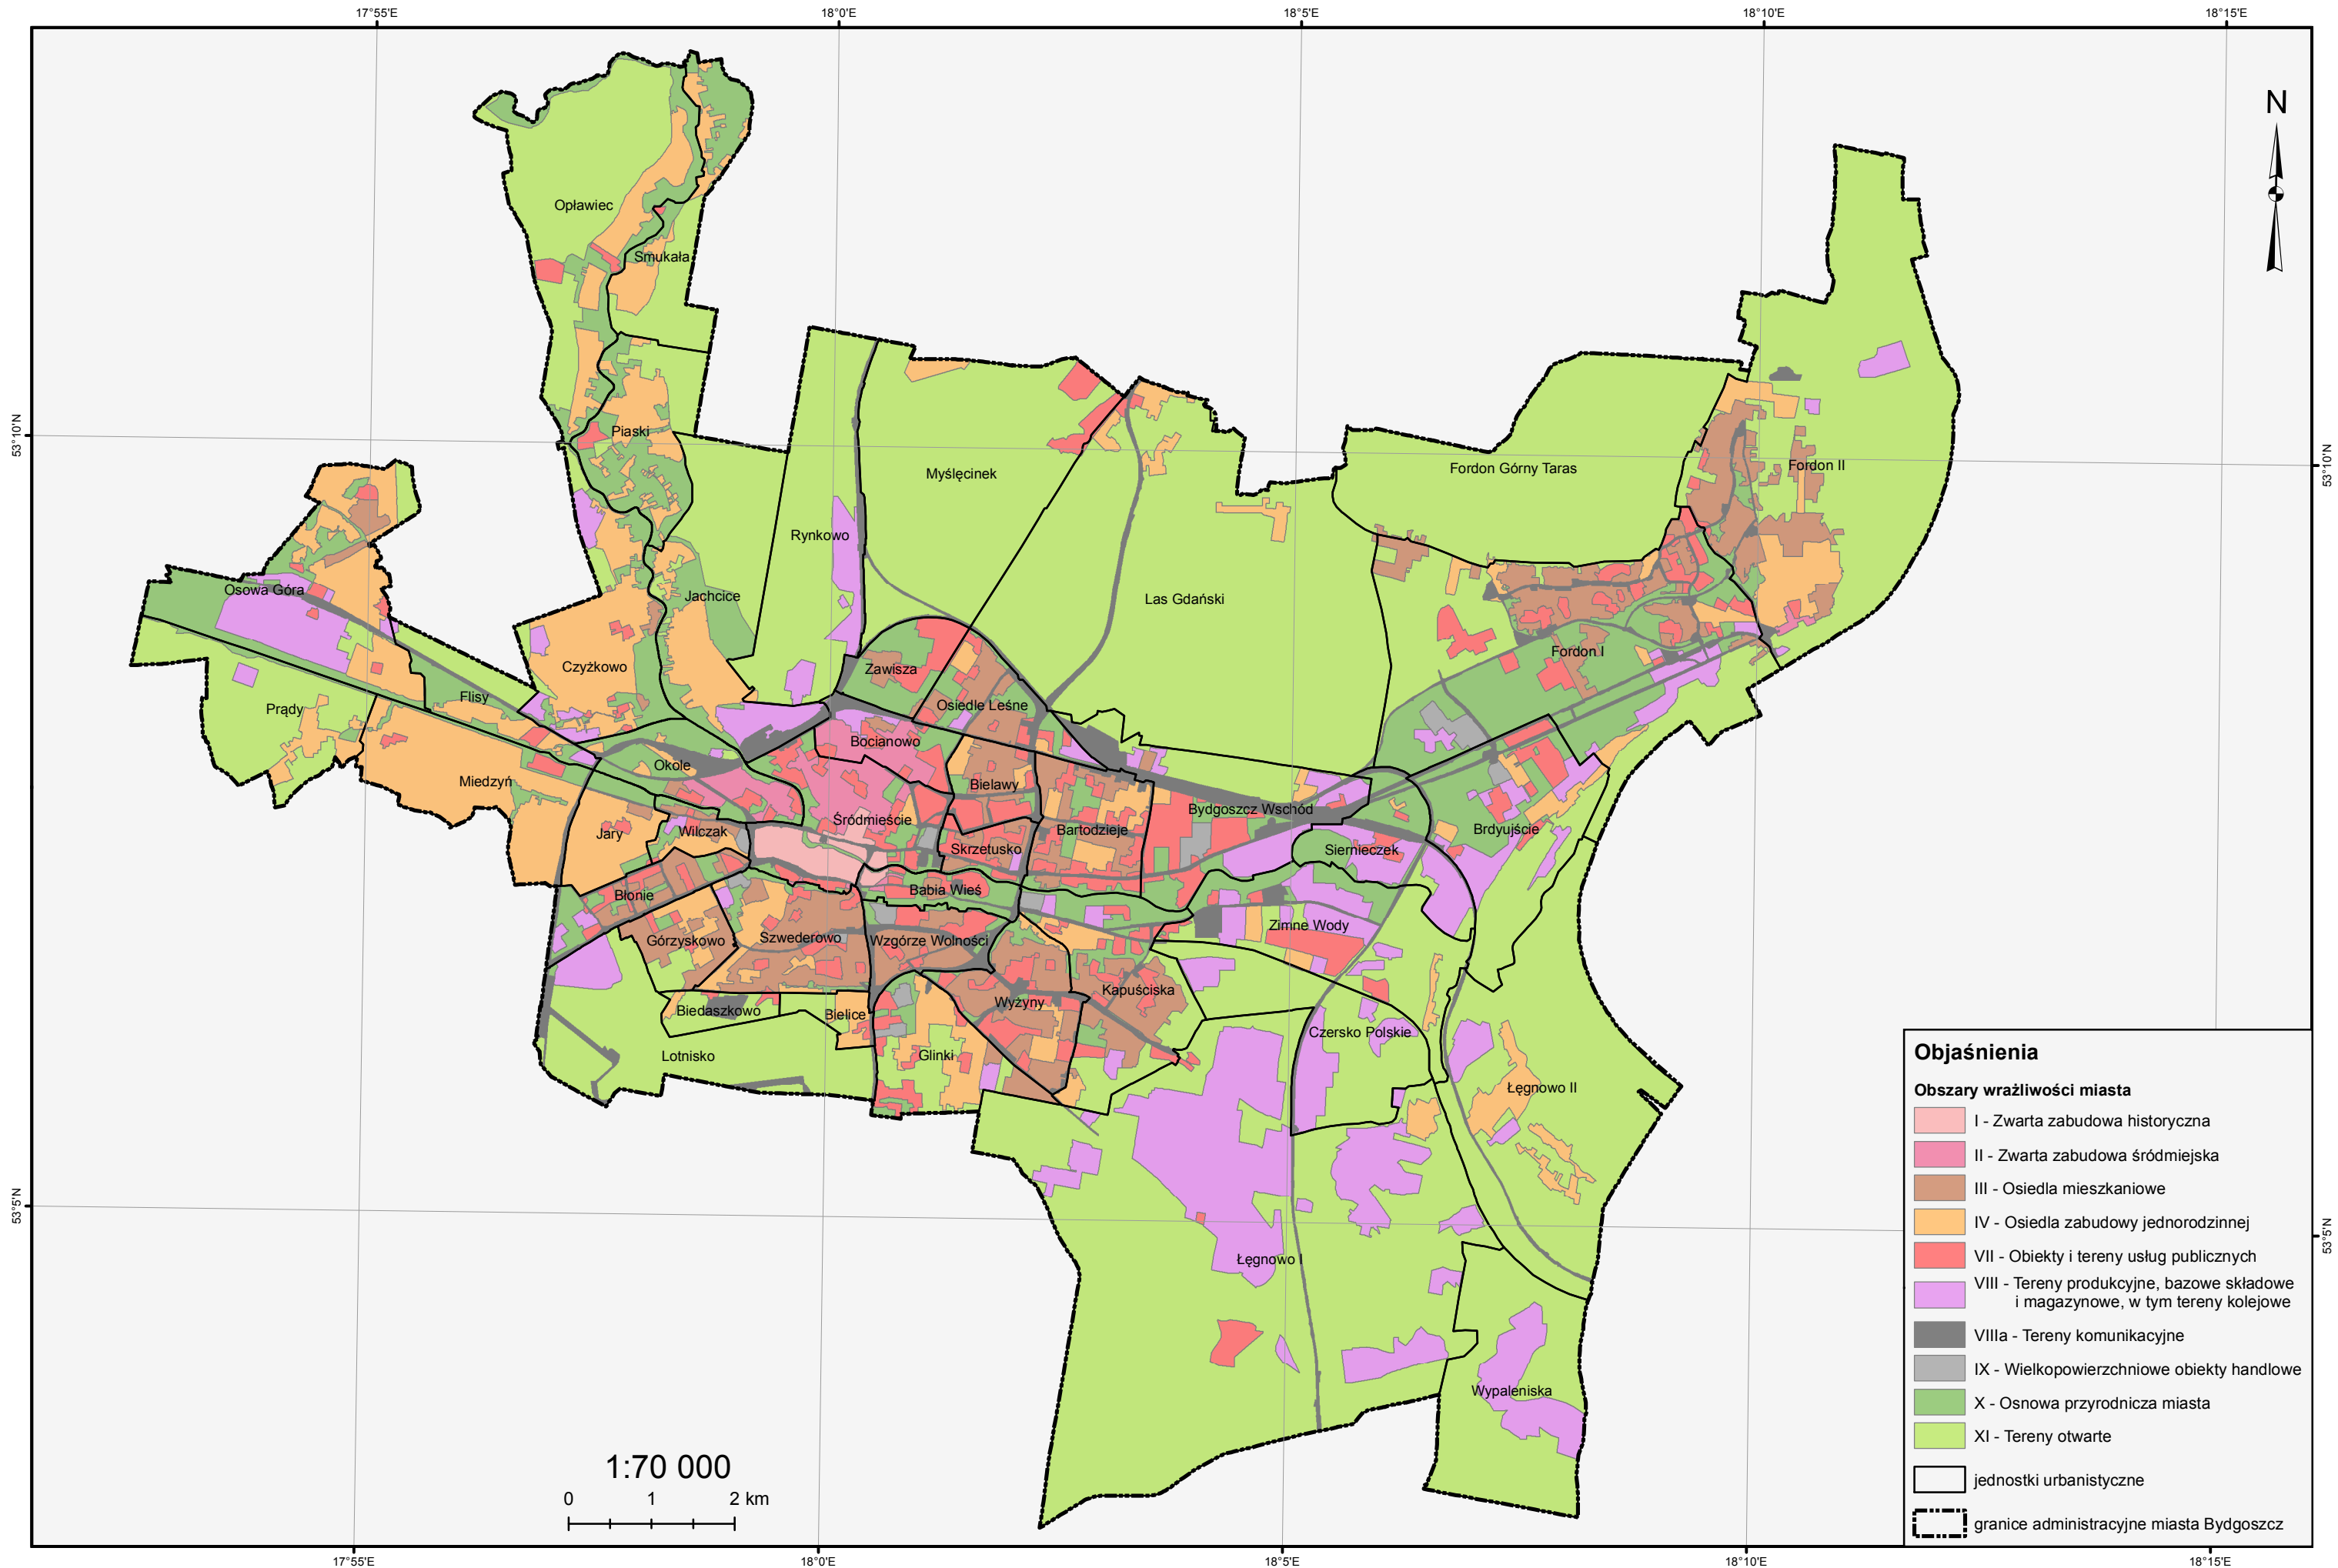 17°55'E 18°0'E 18°5'E 18°10'E 18°15'E
N
Opławiec
Smukała
53°10'N
Piaski
Myślęcinek
Fordon Górny Taras
Fordon II
53°10'N
Rynkowo
Osowa Góra
Jachcice
Las Gdański
Czyżkowo
Zawisza
Fordon I
Flisy
Prądy
Osiedle Leśne
Bocianowo
Okole
Miedzyń
Bielawy
Bydgoszcz Wschód
Śródmieście
Jary
Wilczak
Bartodzieje
Brdyujście
Skrzetusko
Siernieczek
Błonie
Babia Wieś
Zimne Wody
Górzyskowo
Szwederowo
Wzgórze Wolności
Kapuściska
Wyżyny
Biedaszkowo
Bielice
Czersko Polskie
Lotnisko
Glinki
Łęgnowo II
53°5'N
53°5'N
Łęgnowo I
Wypaleniska
Objaśnienia
Obszary wrażliwości miasta
I - Zwarta zabudowa historyczna
II - Zwarta zabudowa śródmiejska
III - Osiedla mieszkaniowe
IV - Osiedla zabudowy jednorodzinnej
VII - Obiekty i tereny usług publicznych
VIII - Tereny produkcyjne, bazowe składowe
i magazynowe, w tym tereny kolejowe
VIIIa - Tereny komunikacyjne
IX - Wielkopowierzchniowe obiekty handlowe
X - Osnowa przyrodnicza miasta
XI - Tereny otwarte
jednostki urbanistyczne
granice administracyjne miasta Bydgoszcz
1:70 000
0 1 2 km
17°55'E 18°0'E 18°5'E 18°10'E 18°15'E